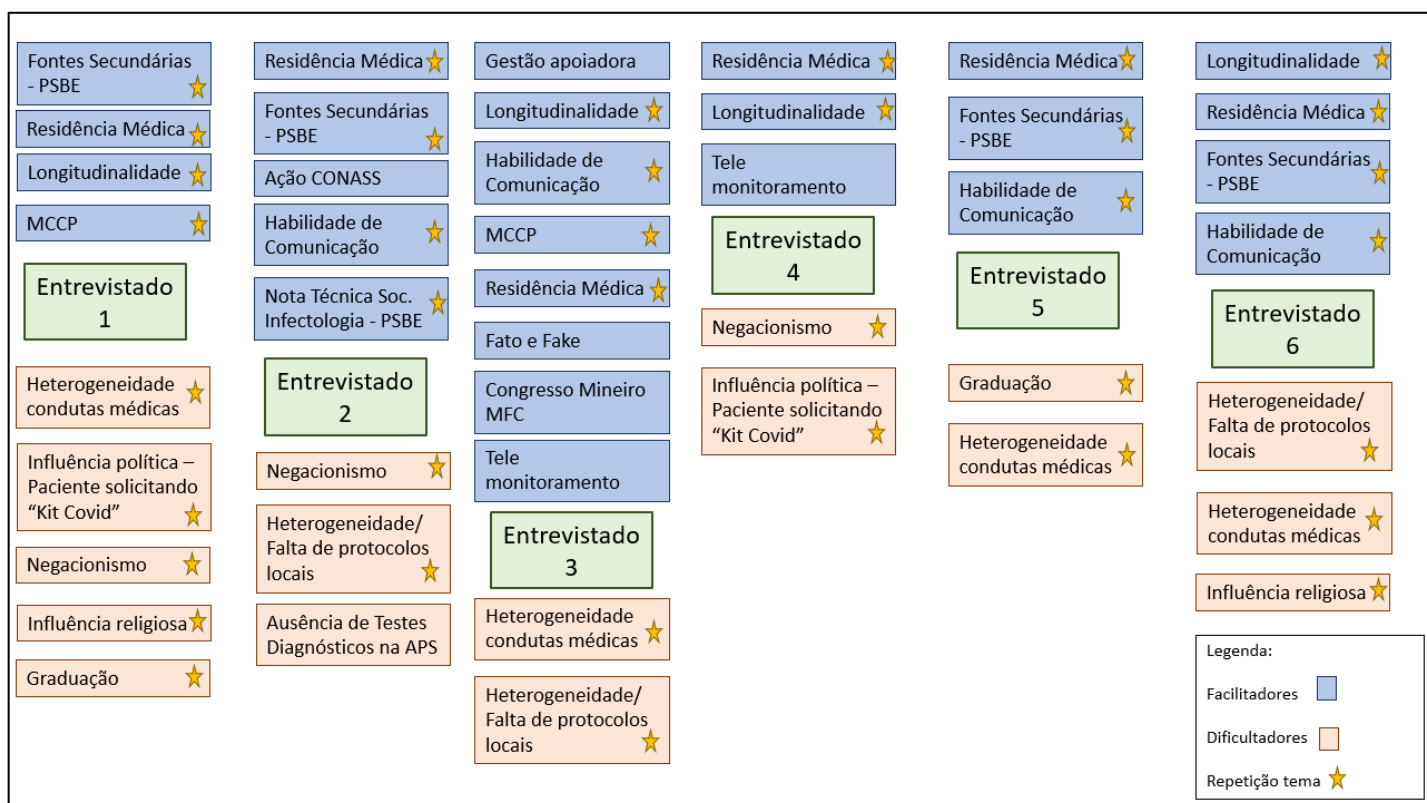 Fontes Secundárias
- PSBE
Residência Médica
Longitudinalidade
MCCP
Entrevistado
1
Heterogeneidade
condutas médicas
Influência política –
Paciente solicitando
“Kit Covid”
Negacionismo
Influência religiosa
Graduação
Residência Médica
Fontes Secundárias
- PSBE
Ação CONASS
Habilidade de
Comunicação
Nota Técnica Soc.
Infectologia - PSBE
Entrevistado
2
Negacionismo
Heterogeneidade/
Falta de protocolos
locais
Ausência de Testes
Diagnósticos na APS
Gestão apoiadora
Longitudinalidade
Habilidade de
Comunicação
MCCP
Residência Médica
Fato e Fake
Congresso Mineiro
MFC
Tele
monitoramento
Entrevistado
3
Heterogeneidade
condutas médicas
Heterogeneidade/
Falta de protocolos
locais
Residência Médica
Longitudinalidade
Tele
monitoramento
Entrevistado
4
Negacionismo
Influência política –
Paciente solicitando
“Kit Covid”
Residência Médica
Fontes Secundárias
- PSBE
Habilidade de
Comunicação
Entrevistado
5
Graduação
Heterogeneidade
condutas médicas
Longitudinalidade
Residência Médica
Fontes Secundárias
- PSBE
Habilidade de
Comunicação
Entrevistado
6
Heterogeneidade/
Falta de protocolos
locais
Heterogeneidade
condutas médicas
Influência religiosa
Legenda:
Facilitadores
Dificultadores
Repetição tema